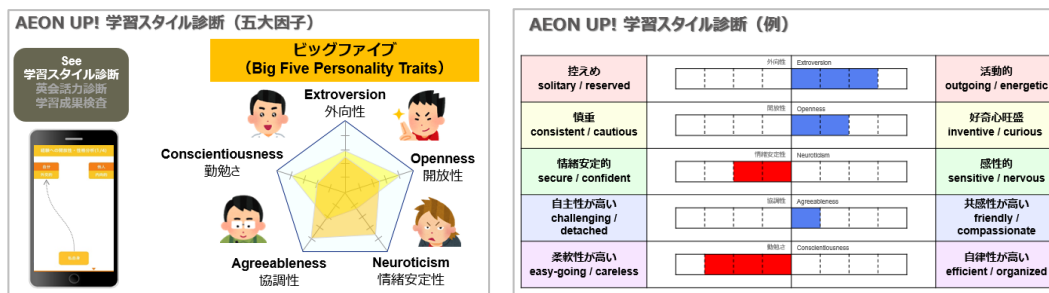 AEON UP! 学習スタイル診断（五大因子）
See
学習スタイル診断
英会話力診断
学習成果検査
ビッグファイブ
（Big Five Personality Traits）
Extroversion
外向性
Openness
開放性
Neuroticism
情緒安定性
Agreeableness
協調性
Conscientiousness
勤勉さ
AEON UP! 学習スタイル診断（例）
控えめ
solitary / reserved
外向性 Extroversion
活動的
outgoing / energetic
慎重
consistent / cautious
開放性 Openness
好奇心旺盛
inventive / curious
情緒安定的
secure / confident
情緒安定性 Neuroticism
感性的
sensitive / nervous
自主性が高い
challenging /
detached
協調性 Agreeableness
共感性が高い
friendly /
compassionate
柔軟性が高い
easy-going / careless
勤勉さ Conscientiousness
自律性が高い
efficient / organized